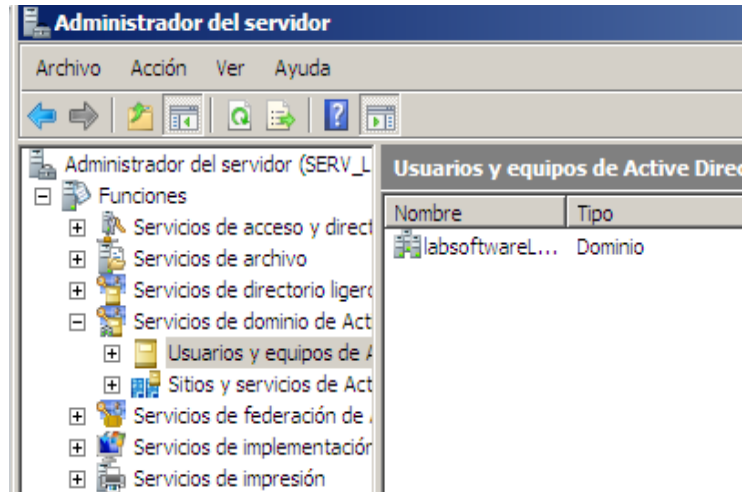 Administrador del servidor
Archivo Acción Ver Ayuda
Administrador del servidor (SERV_L
Funciones
Servicios de acceso y direct
Servicios de archivo
Servicios de directorio ligero
Servicios de dominio de Act
Usuarios y equipos de A
Sitios y servicios de Act
Servicios de federación de
Servicios de implementación
Servicios de impresión
Usuarios y equipos de Active Direc
Nombre Tipo
labsoftwareL... Dominio